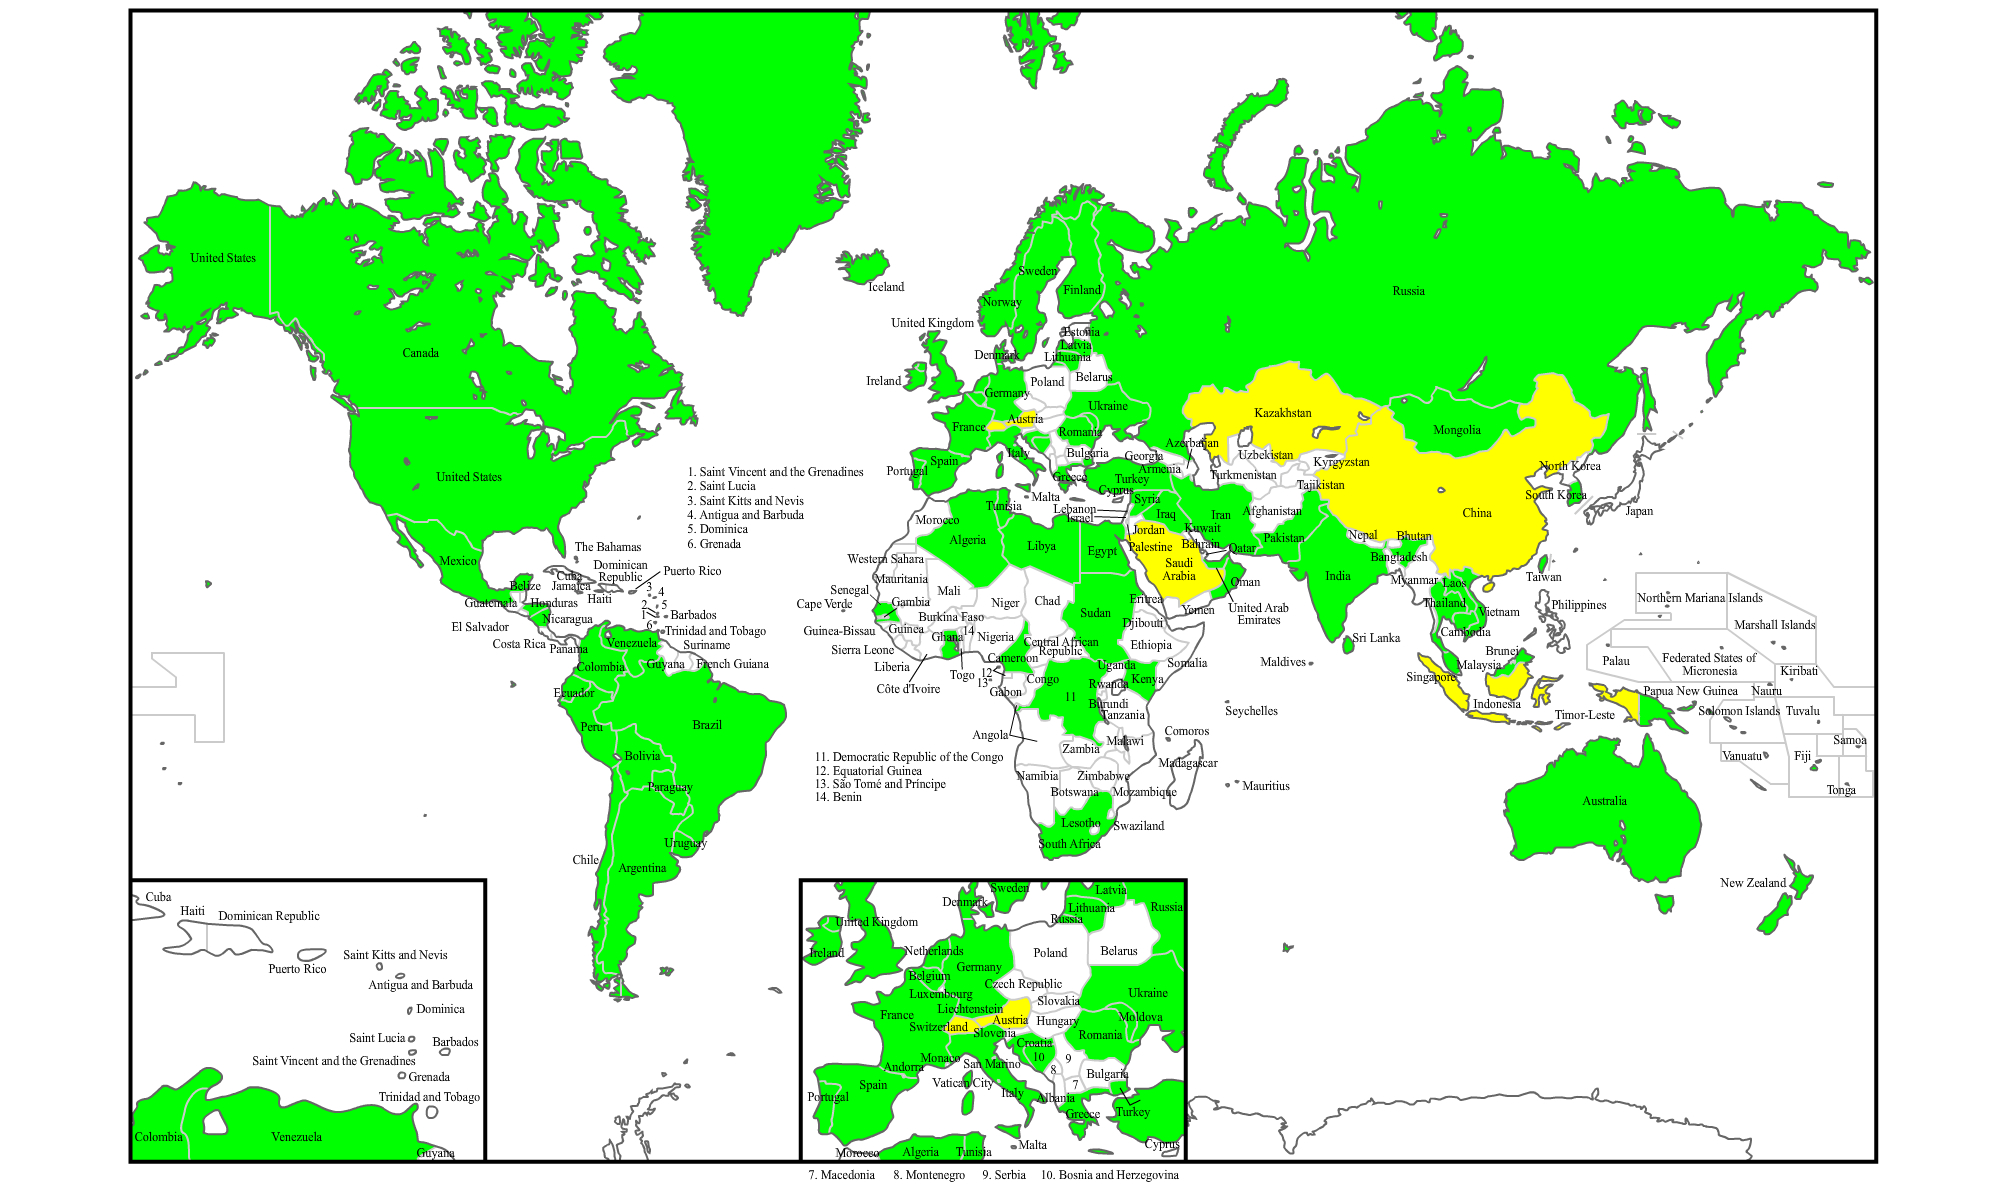 United States
Canada
United States
Mexico
Iceland
United Kingdom
Ireland
Norway
Sweden
Finland
Estonia
Latvia
Lithuania
Denmark
Poland
Belarus
Germany
Ukraine
Austria
France
Romania
Italy
Bulgaria
Spain
Portugal
Greece
Malta
Russia
Kazakhstan
Mongolia
Azerbaijan
Georgia
Armenia
Uzbekistan
Kyrgyzstan
Turkmenistan
Tajikistan
Turkey
Cyprus
Syria
Lebanon
Israel
Iraq
Iran
Afghanistan
Kuwait
Jordan
Palestine
Bahrain
Qatar
Saudi
Arabia
Oman
Yemen
United Arab
Emirates
Pakistan
India
Nepal
Bhutan
Bangladesh
China
North Korea
South Korea
Japan
Myanmar
Laos
Thailand
Vietnam
Cambodia
Taiwan
Philippines
Sri Lanka
Maldives
Brunei
Malaysia
Singapore
Indonesia
Timor-Leste
Northern Mariana Islands
Marshall Islands
Palau
Federated States of
Micronesia
Kiribati
Papua New Guinea
Nauru
Solomon Islands
Tuvalu
Samoa
Vanuatu
Fiji
Tonga
Australia
New Zealand
1. Saint Vincent and the Grenadines
2. Saint Lucia
3. Saint Kitts and Nevis
4. Antigua and Barbuda
5. Dominica
6. Grenada
The Bahamas
Cuba
Dominican
Republic
Puerto Rico
Belize
Jamaica
Haiti
3
4
2
5
1
6
Guatemala
Honduras
Nicaragua
El Salvador
Costa Rica
Panama
Barbados
Trinidad and Tobago
Suriname
Venezuela
Guyana
French Guiana
Colombia
Ecuador
Peru
Brazil
Bolivia
Paraguay
Chile
Uruguay
Argentina
Morocco
Tunisia
Algeria
Libya
Egypt
Western Sahara
Mauritania
Senegal
Cape Verde
Gambia
Mali
Niger
Chad
Sudan
Eritrea
Djibouti
Burkina Faso
Guinea-Bissau
Guinea
Ghana
14
Nigeria
Central African
Republic
Ethiopia
Sierra Leone
Liberia
Côte d'Ivoire
Togo
Cameroon
12
13
Gabon
Congo
Uganda
Somalia
Kenya
Rwanda
Burundi
11
Tanzania
Seychelles
Comoros
Angola
Zambia
Malawi
Madagascar
Mauritius
Namibia
Zimbabwe
Botswana
Mozambique
Lesotho
Swaziland
South Africa
11. Democratic Republic of the Congo
12. Equatorial Guinea
13. São Tomé and Príncipe
14. Benin
Cuba
Haiti
Dominican Republic
Puerto Rico
Saint Kitts and Nevis
Antigua and Barbuda
Dominica
Saint Lucia
Barbados
Saint Vincent and the Grenadines
Grenada
Trinidad and Tobago
Colombia
Venezuela
Guyana
Sweden
Latvia
Denmark
Lithuania
Russia
Russia
United Kingdom
Ireland
Netherlands
Poland
Belarus
Germany
Belgium
Czech Republic
Luxembourg
Slovakia
Ukraine
Liechtenstein
France
Austria
Hungary
Moldova
Switzerland
Slovenia
Romania
Croatia
10
9
Monaco
San Marino
Andorra
8
Bulgaria
Vatican City
7
Spain
Italy
Albania
Portugal
Greece
Turkey
Malta
Cyprus
Morocco
Algeria
Tunisia
7. Macedonia
8. Montenegro
9. Serbia
10. Bosnia and Herzegovina